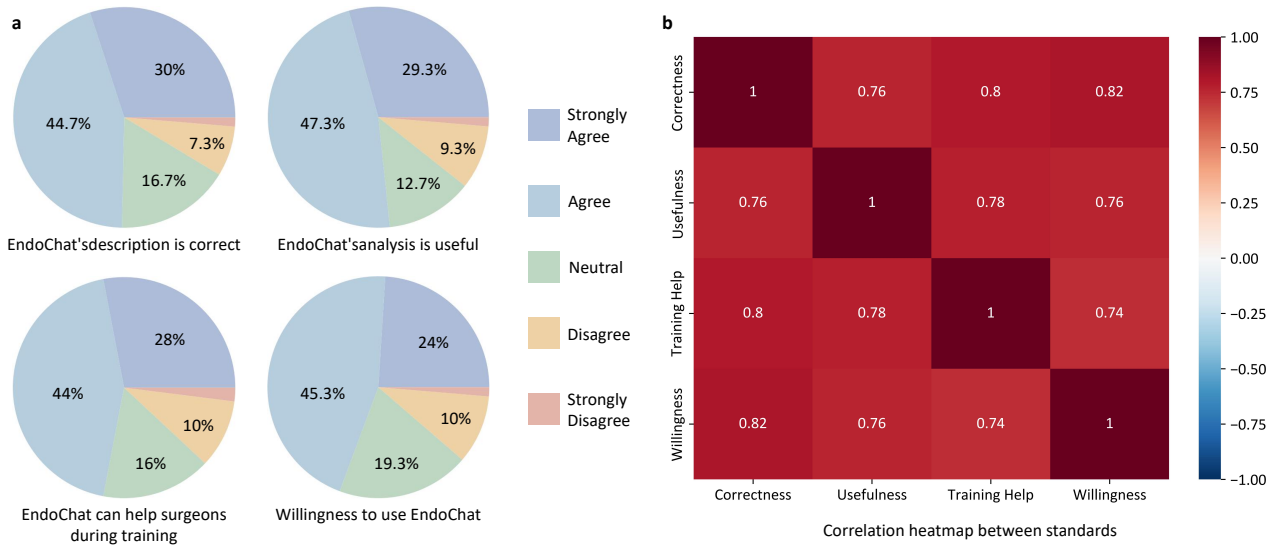 a
30%
44.7%
7.3%
16.7%
EndoChat'sdescription is correct
29.3%
47.3%
9.3%
12.7%
EndoChat'sanalysis is useful
28%
44%
10%
16%
EndoChat can help surgeons
during training
24%
45.3%
10%
19.3%
Willingness to use EndoChat
Strongly
Agree
Agree
Neutral
Disagree
Strongly
Disagree
b
Correctness
1 0.76 0.8 0.82
Usefulness
0.76 1 0.78 0.76
Training Help
0.8 0.78 1 0.74
Willingness
0.82 0.76 0.74 1
Correctness Usefulness Training Help Willingness
Correlation heatmap between standards
1.00
0.75
0.50
0.25
0.00
−0.25
−0.50
−0.75
−1.00